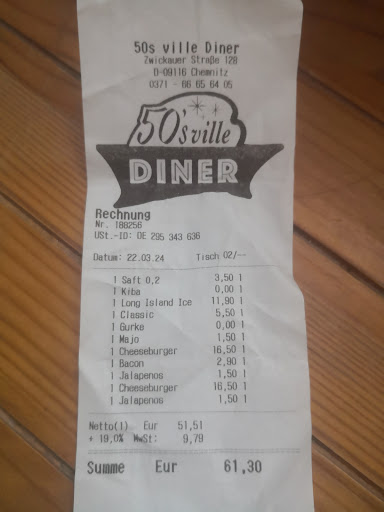 50s ville Diner
Zwickauer Straße 128
D-09116 Chemnitz
0371 - 66 65 64 05
50'sville
DINER
Rechnung
Nr. 188256
USt.-ID: DE 295 343 636
Datum: 22.03.24 Tisch 02/--
1 Saft 0,2 3,50 1
1 Kiba 0,00 1
1 Long Island Ice 11,90 1
1 Classic 5,50 1
1 Gurke 0,00 1
1 Majo 1,50 1
1 Cheeseburger 16,50 1
1 Bacon 2,90 1
1 Jalapenos 1,50 1
1 Cheeseburger 16,50 1
1 Jalapenos 1,50 1
Netto(1) Eur 51,51
+ 19,0% MwSt: 9,79
Summe Eur 61,30